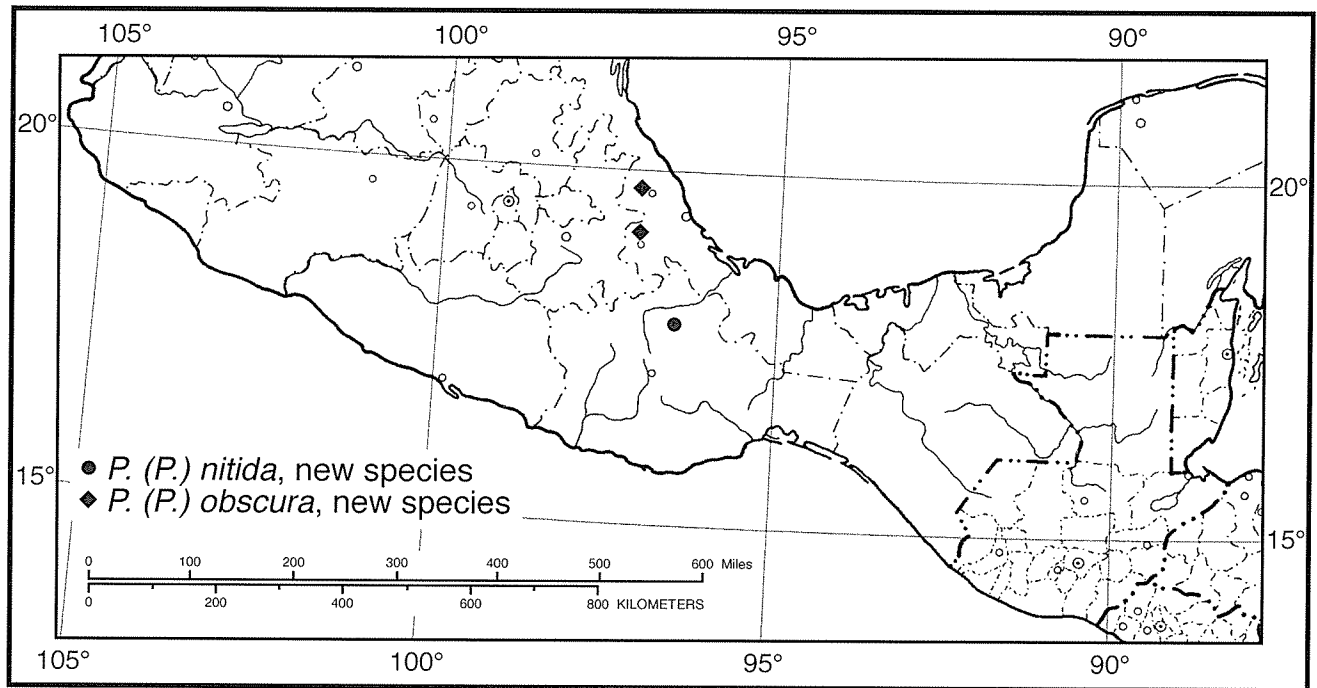 105° 100° 95° 90°
20°
20°
15°
● P. (P.) nitida, new species
◆ P. (P.) obscura, new species
15°
0 100 200 300 400 500 600 Miles
0 200 400 600 800 KILOMETERS
105° 100° 95° 90°